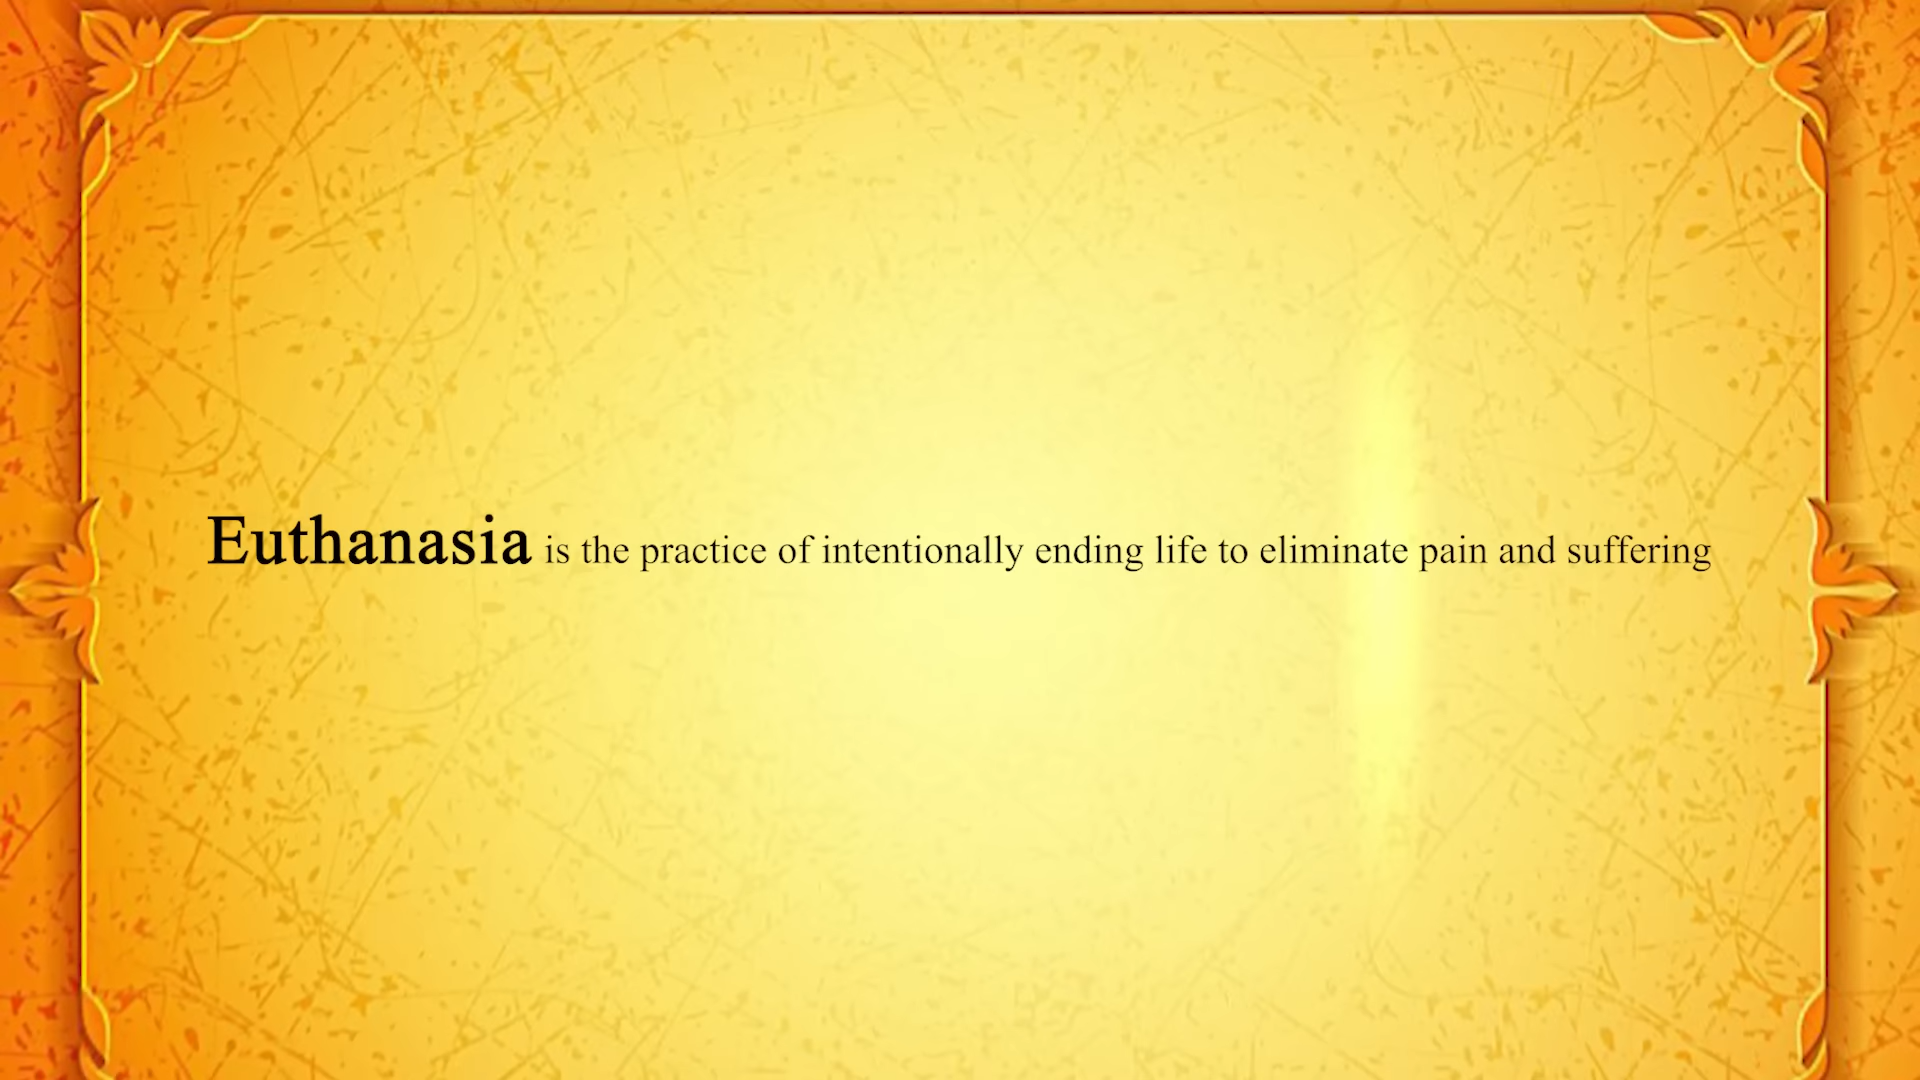 Euthanasia is the practice of intentionally ending life to eliminate pain and suffering